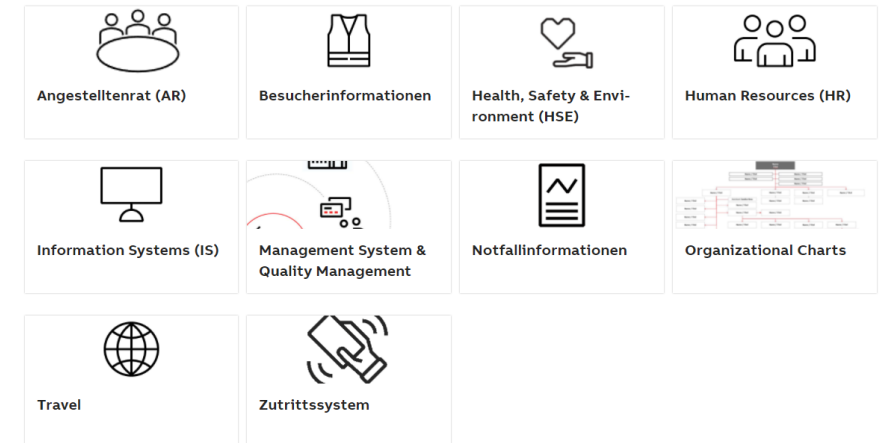 Angestelltenrat (AR)
Besucherinformationen
Health, Safety & Envi-
ronment (HSE)
Human Resources (HR)
Information Systems (IS)
Management System &
Quality Management
Notfallinformationen
Organizational Charts
Travel
Zutrittssystem